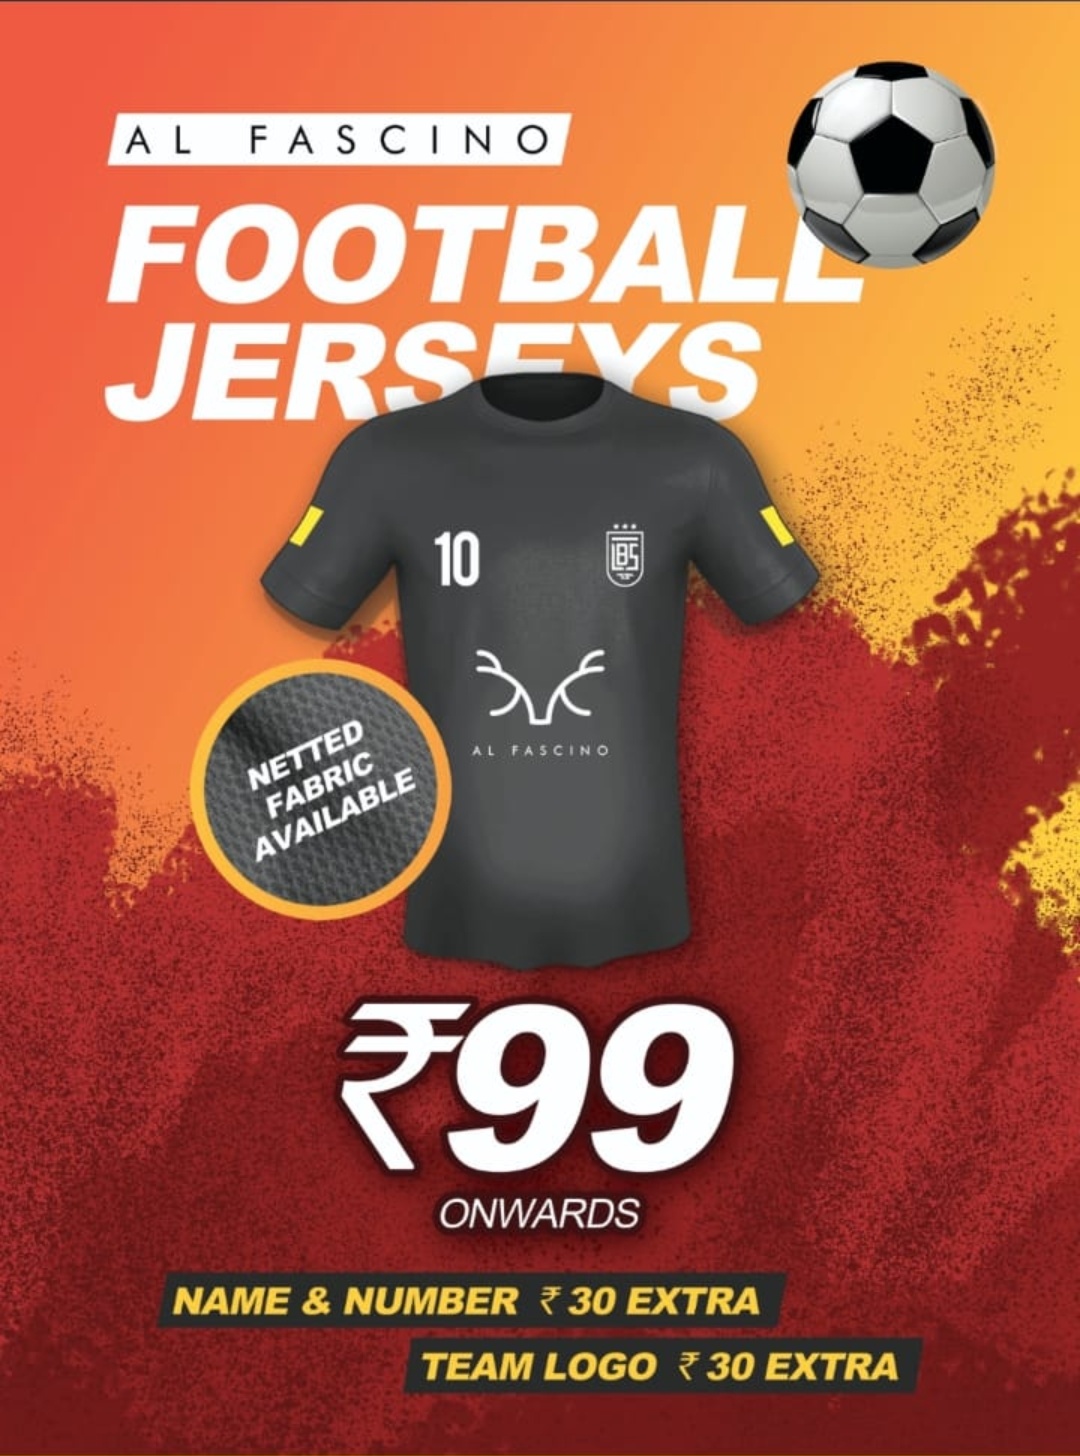 AL FASCINO
FOOTBALL
JERSEYS
10
LBS
AL FASCINO
NETTED
FABRIC
AVAILABLE
₹99
ONWARDS
NAME & NUMBER ₹ 30 EXTRA
TEAM LOGO ₹ 30 EXTRA